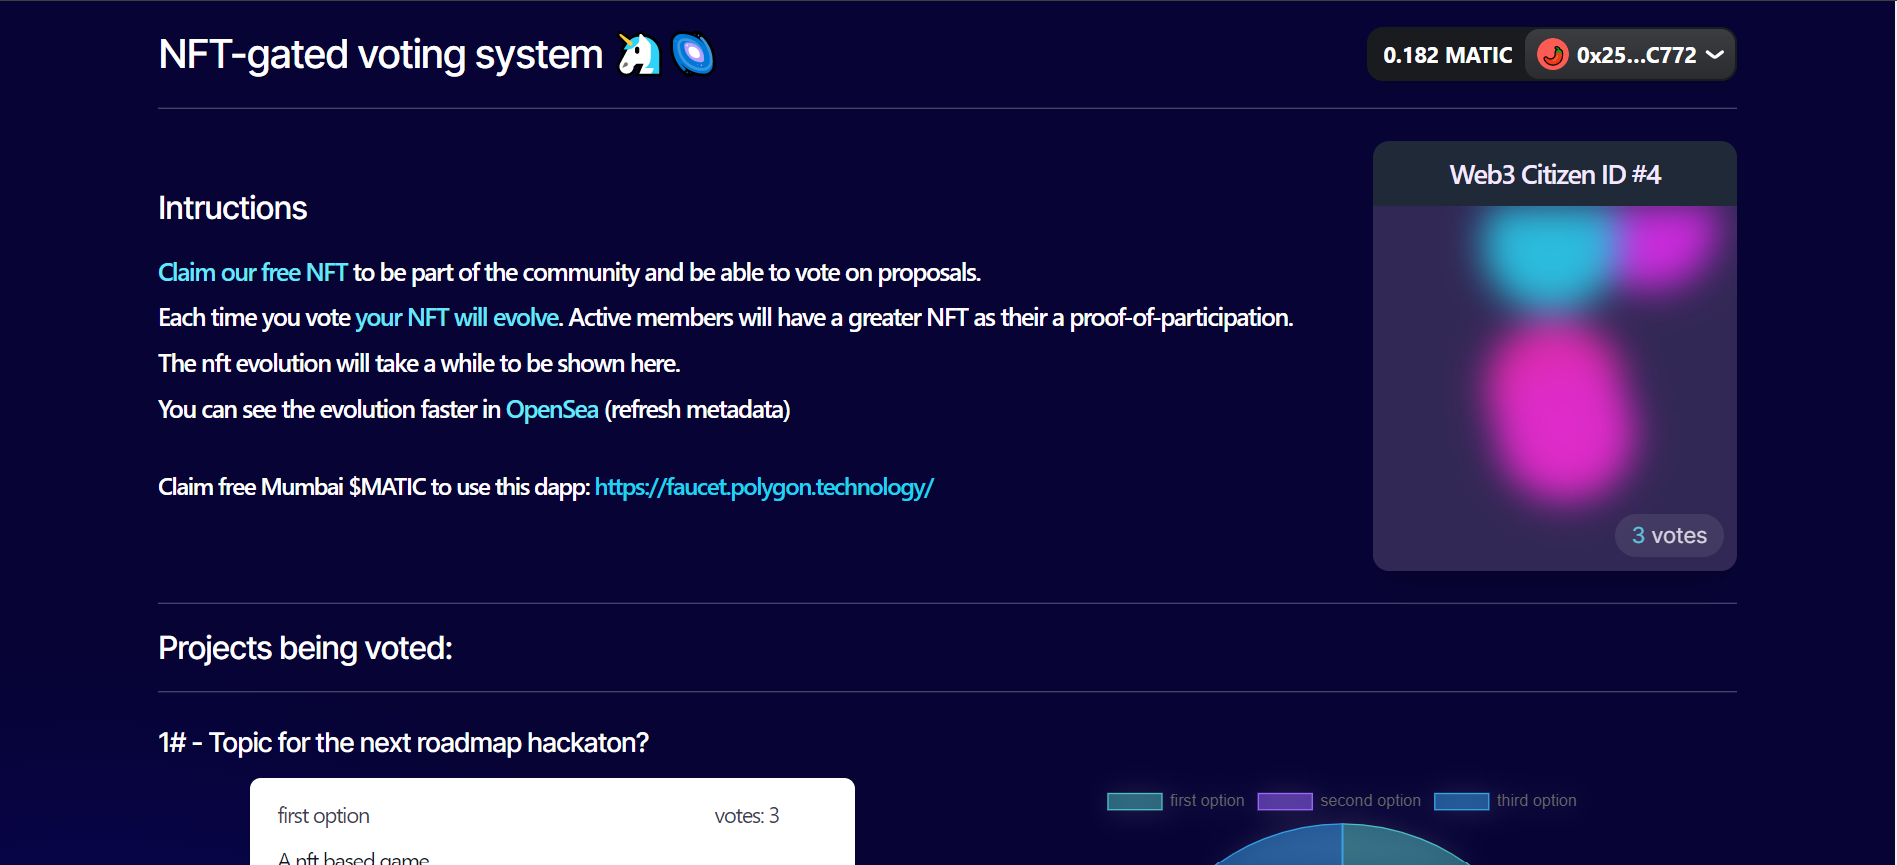 NFT-gated voting system 🦄🌌
0.182 MATIC 0x25...C772
Web3 Citizen ID #4
Intructions
Claim our free NFT to be part of the community and be able to vote on proposals.
Each time you vote your NFT will evolve. Active members will have a greater NFT as their a proof-of-participation.
The nft evolution will take a while to be shown here.
You can see the evolution faster in OpenSea (refresh metadata)
Claim free Mumbai $MATIC to use this dapp: https://faucet.polygon.technology/
3 votes
Projects being voted:
1# - Topic for the next roadmap hackaton?
first option votes: 3
A nft based game
first option second option third option